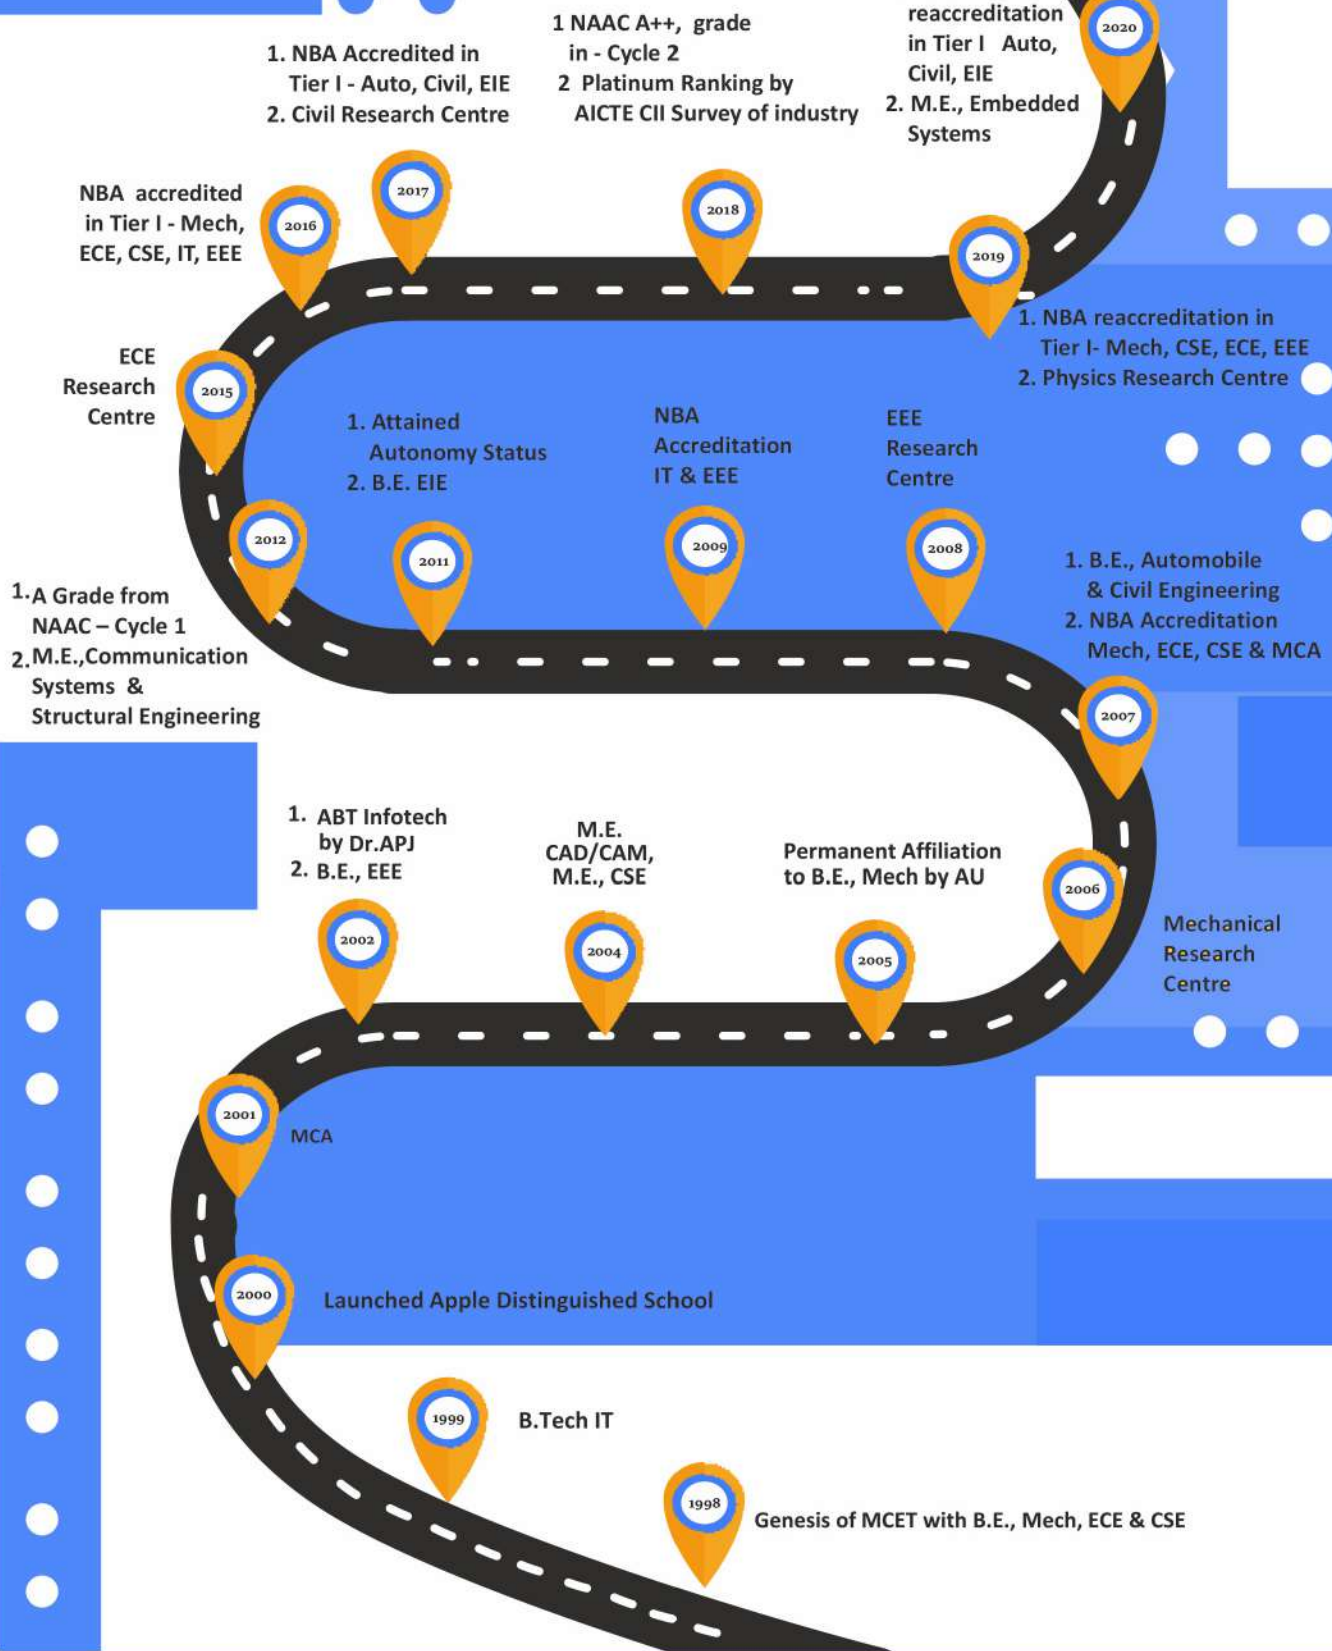 1. NBA Accredited in
Tier I - Auto, Civil, EIE
2. Civil Research Centre
1 NAAC A++, grade
in - Cycle 2
2 Platinum Ranking by
AICTE CII Survey of industry
reaccreditation
in Tier I Auto,
Civil, EIE
2. M.E., Embedded
Systems
2020
NBA accredited
in Tier I - Mech,
ECE, CSE, IT, EEE
2016
2017
2018
2019
1. NBA reaccreditation in
Tier I- Mech, CSE, ECE, EEE
2. Physics Research Centre
ECE
Research
Centre
2015
1. Attained
Autonomy Status
2. B.E. EIE
NBA
Accreditation
IT & EEE
EEE
Research
Centre
2012
2011
2009
2008
1. B.E., Automobile
& Civil Engineering
2. NBA Accreditation
Mech, ECE, CSE & MCA
1.A Grade from
NAAC – Cycle 1
2.M.E.,Communication
Systems &
Structural Engineering
2007
1. ABT Infotech
by Dr.APJ
2. B.E., EEE
M.E.
CAD/CAM,
M.E., CSE
Permanent Affiliation
to B.E., Mech by AU
2006
Mechanical
Research
Centre
2002
2004
2005
2001
MCA
2000
Launched Apple Distinguished School
1999
B.Tech IT
1998
Genesis of MCET with B.E., Mech, ECE & CSE